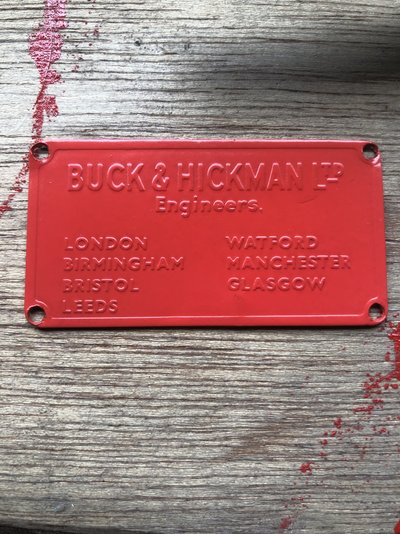 BUCK & HICKMAN LTD
Engineers.
LONDON WATFORD
BIRMINGHAM MANCHESTER
BRISTOL GLASGOW
LEEDS